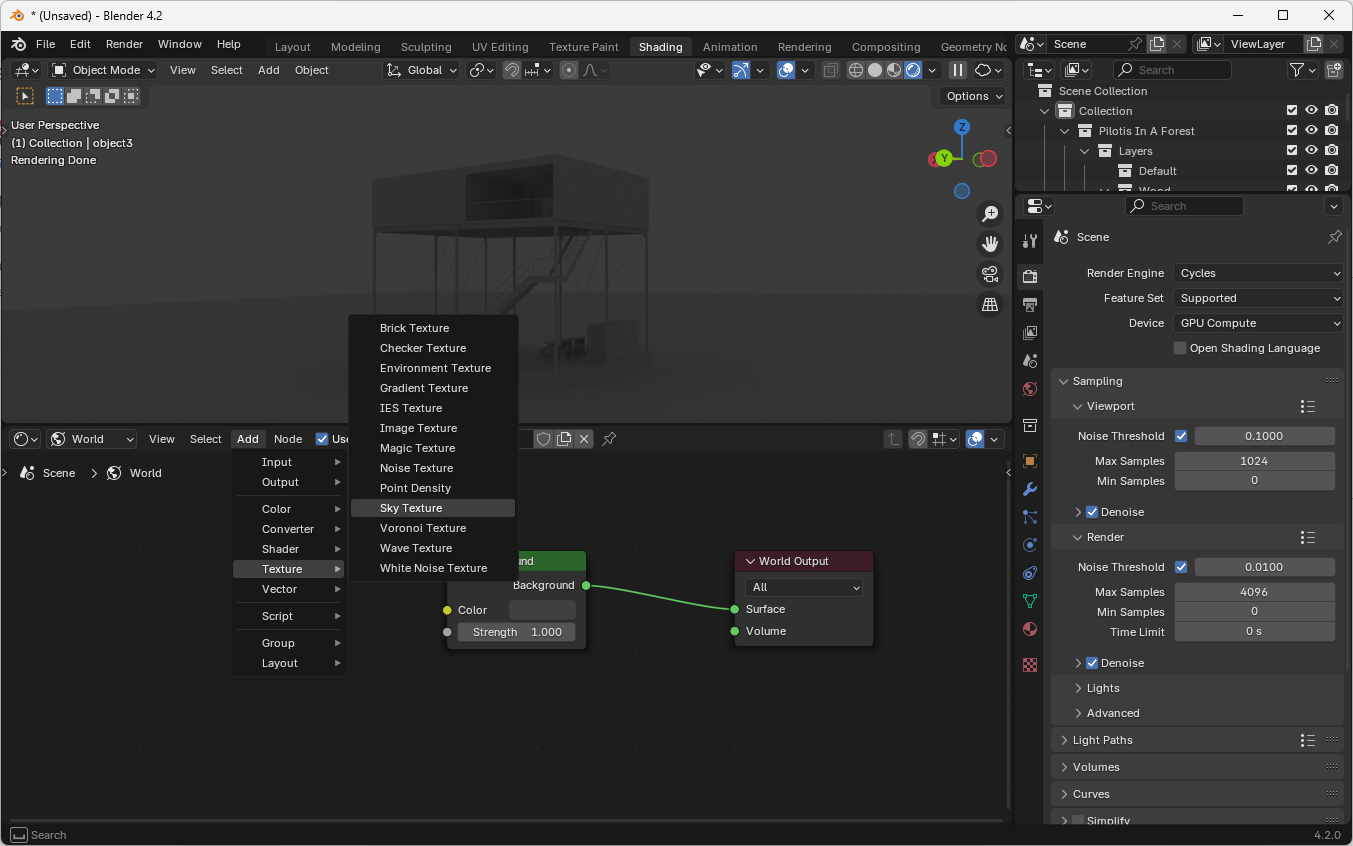 * (Unsaved) - Blender 4.2
File Edit Render Window Help
Layout Modeling Sculpting UV Editing Texture Paint Shading Animation Rendering Compositing Geometry No
Scene ViewLayer
Object Mode View Select Add Object Global
Search
Options
Scene Collection
Collection
Pilotis In A Forest
Layers
Default
Wood
User Perspective
(1) Collection | object3
Rendering Done
Z
Y
Search
Scene
Render Engine Cycles
Feature Set Supported
Device GPU Compute
Open Shading Language
Sampling
Viewport
Noise Threshold 0.1000
Max Samples 1024
Min Samples 0
Denoise
Render
Noise Threshold 0.0100
Max Samples 4096
Min Samples 0
Time Limit 0 s
Denoise
Lights
Advanced
Light Paths
Volumes
Curves
Simplify
World View Select Add Node Use
Scene World
Input
Output
Color
Converter
Shader
Texture
Vector
Script
Group
Layout
Brick Texture
Checker Texture
Environment Texture
Gradient Texture
IES Texture
Image Texture
Magic Texture
Noise Texture
Point Density
Sky Texture
Voronoi Texture
Wave Texture
White Noise Texture
und
Background
Color
Strength 1.000
World Output
All
Surface
Volume
Search
4.2.0